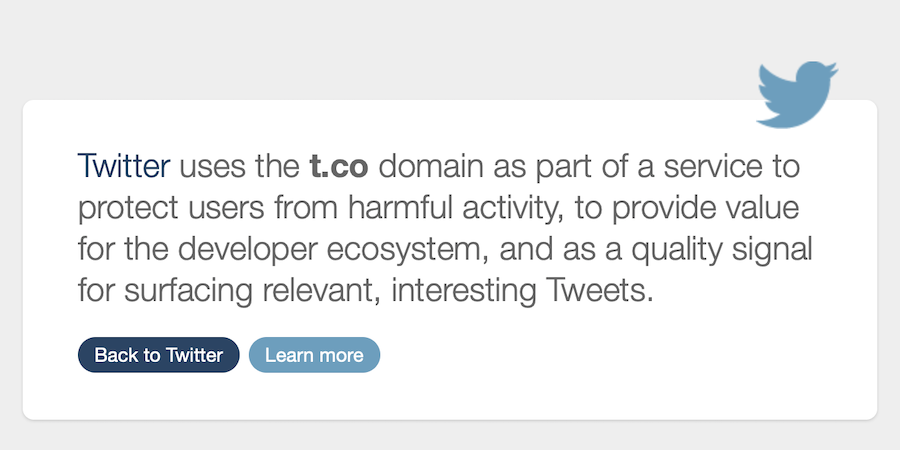 Twitter uses the t.co domain as part of a service to
protect users from harmful activity, to provide value
for the developer ecosystem, and as a quality signal
for surfacing relevant, interesting Tweets.
Back to Twitter Learn more